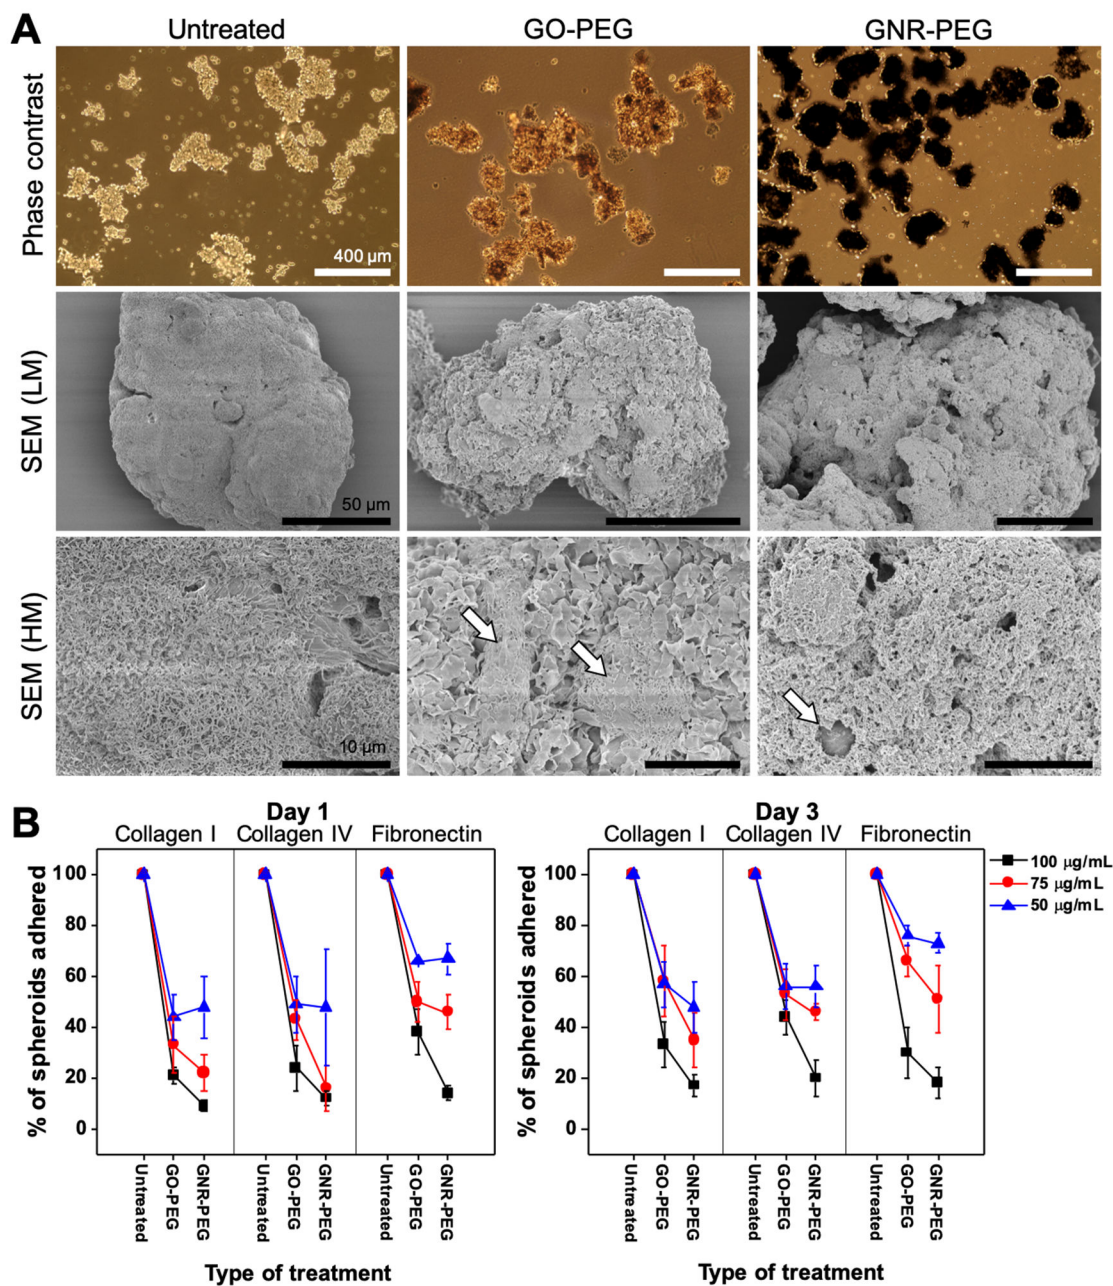 A
Untreated
GO-PEG
GNR-PEG
Phase contrast
400 µm
SEM (LM)
50 µm
SEM (HM)
10 µm
B
Day 1
Collagen I
Collagen IV
Fibronectin
% of spheroids adhered
100
80
60
40
20
0
Untreated
GO-PEG
GNR-PEG
Untreated
GO-PEG
GNR-PEG
Untreated
GO-PEG
GNR-PEG
Type of treatment
Day 3
Collagen I
Collagen IV
Fibronectin
% of spheroids adhered
100
80
60
40
20
0
Untreated
GO-PEG
GNR-PEG
Untreated
GO-PEG
GNR-PEG
Untreated
GO-PEG
GNR-PEG
Type of treatment
100 µg/mL
75 µg/mL
50 µg/mL